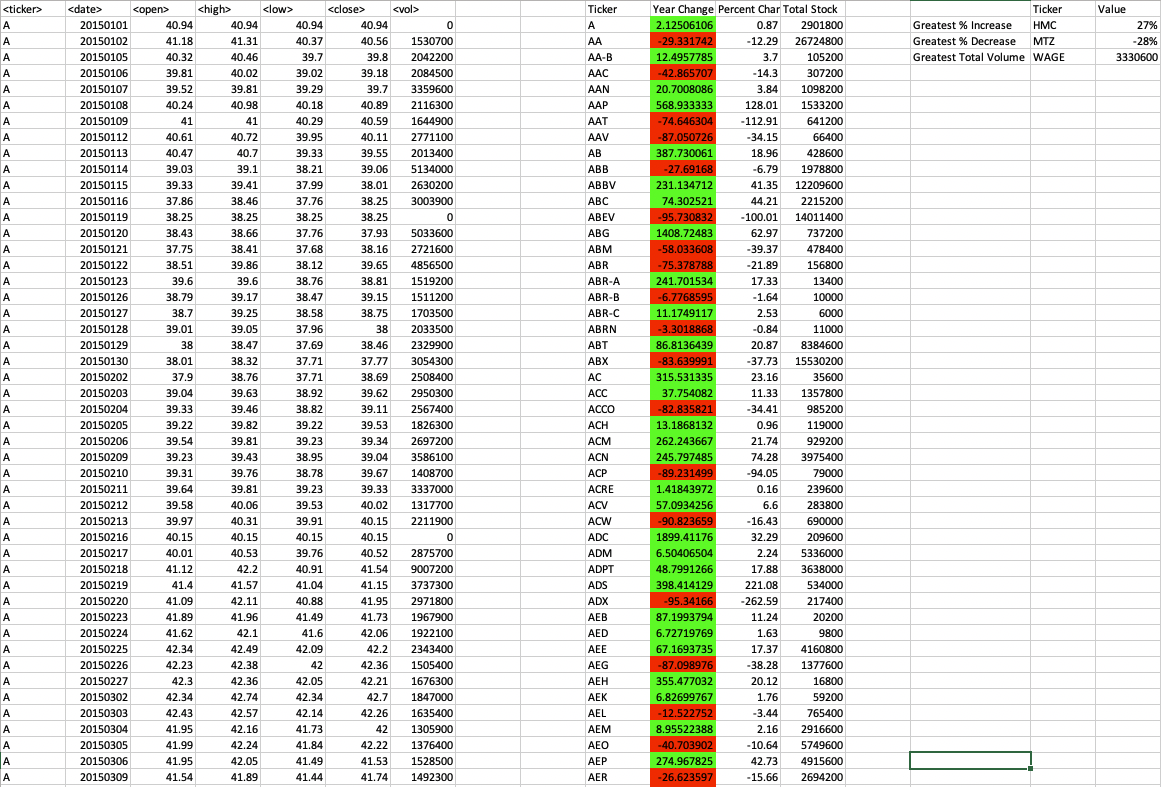 <ticker> <date> <open> <high> <low> <close> <vol> Ticker Year Change Percent Char Total Stock Ticker Value
A 20150101 40.94 40.94 40.94 40.94 0 A 2.12506106 0.87 2901800 Greatest % Increase HMC 27%
A 20150102 41.18 41.31 40.37 40.56 1530700 AA -29.331742 -12.29 26724800 Greatest % Decrease MTZ -28%
A 20150105 40.32 40.46 39.7 39.8 2042200 AA-B 12.4957785 3.7 105200 Greatest Total Volume WAGE 3330600
A 20150106 39.81 40.02 39.02 39.18 2084500 AAC -42.865707 -14.3 307200
A 20150107 39.52 39.81 39.29 39.7 3359600 AAN 20.7008086 3.84 1098200
A 20150108 40.24 40.98 40.18 40.89 2116300 AAP 568.933333 128.01 1533200
A 20150109 41 41 40.29 40.59 1644900 AAT -74.646304 -112.91 641200
A 20150112 40.61 40.72 39.95 40.11 2771100 AAV -87.050726 -34.15 66400
A 20150113 40.47 40.7 39.33 39.55 2013400 AB 387.730061 18.96 428600
A 20150114 39.03 39.1 38.21 39.06 5134000 ABB -27.69168 -6.79 1978800
A 20150115 39.33 39.41 37.99 38.01 2630200 ABBV 231.134712 41.35 12209600
A 20150116 37.86 38.46 37.76 38.25 3003900 ABC 74.302521 44.21 2215200
A 20150119 38.25 38.25 38.25 38.25 0 ABEV -95.730832 -100.01 14011400
A 20150120 38.43 38.66 37.76 37.93 5033600 ABG 1408.72483 62.97 737200
A 20150121 37.75 38.41 37.68 38.16 2721600 ABM -58.033608 -39.37 478400
A 20150122 38.51 39.86 38.12 39.65 4856500 ABR -75.378788 -21.89 156800
A 20150123 39.6 39.6 38.76 38.81 1519200 ABR-A 241.701534 17.33 13400
A 20150126 38.79 39.17 38.47 39.15 1511200 ABR-B -6.7768595 -1.64 10000
A 20150127 38.7 39.25 38.58 38.75 1703500 ABR-C 11.1749117 2.53 6000
A 20150128 39.01 39.05 37.96 38 2033500 ABRN -3.3018868 -0.84 11000
A 20150129 38 38.47 37.69 38.46 2329900 ABT 86.8136439 20.87 8384600
A 20150130 38.01 38.32 37.71 37.77 3054300 ABX -83.639991 -37.73 15530200
A 20150202 37.9 38.76 37.71 38.69 2508400 AC 315.531335 23.16 35600
A 20150203 39.04 39.63 38.92 39.62 2950300 ACC 37.754082 11.33 1357800
A 20150204 39.33 39.46 38.82 39.11 2567400 ACCO -82.835821 -34.41 985200
A 20150205 39.22 39.82 39.22 39.53 1826300 ACH 13.1868132 0.96 119000
A 20150206 39.54 39.81 39.23 39.34 2697200 ACM 262.243667 21.74 929200
A 20150209 39.23 39.43 38.95 39.04 3586100 ACN 245.797485 74.28 3975400
A 20150210 39.31 39.76 38.78 39.67 1408700 ACP -89.231499 -94.05 79000
A 20150211 39.64 39.81 39.23 39.33 3337000 ACRE 1.41843972 0.16 239600
A 20150212 39.58 40.06 39.53 40.02 1317700 ACV 57.0934256 6.6 283800
A 20150213 39.97 40.31 39.91 40.15 2211900 ACW -90.823659 -16.43 690000
A 20150216 40.15 40.15 40.15 40.15 0 ADC 1899.41176 32.29 209600
A 20150217 40.01 40.53 39.76 40.52 2875700 ADM 6.50406504 2.24 5336000
A 20150218 41.12 42.2 40.91 41.54 9007200 ADPT 48.7991266 17.88 3638000
A 20150219 41.4 41.57 41.04 41.15 3737300 ADS 398.414129 221.08 534000
A 20150220 41.09 42.11 40.88 41.95 2971800 ADX -95.34166 -262.59 217400
A 20150223 41.89 41.96 41.49 41.73 1967900 AEB 87.1993794 11.24 20200
A 20150224 41.62 42.1 41.6 42.06 1922100 AED 6.72719769 1.63 9800
A 20150225 42.34 42.49 42.09 42.2 2343400 AEE 67.1693735 17.37 4160800
A 20150226 42.23 42.38 42 42.36 1505400 AEG -87.098976 -38.28 1377600
A 20150227 42.3 42.36 42.05 42.21 1676300 AEH 355.477032 20.12 16800
A 20150302 42.34 42.74 42.34 42.7 1847000 AEK 6.82699767 1.76 59200
A 20150303 42.43 42.57 42.14 42.26 1635400 AEL -12.522752 -3.44 765400
A 20150304 41.95 42.16 41.73 42 1305900 AEM 8.95522388 2.16 2916600
A 20150305 41.99 42.24 41.84 42.22 1376400 AEO -40.703902 -10.64 5749600
A 20150306 41.95 42.05 41.49 41.53 1528500 AEP 274.967825 42.73 4915600
A 20150309 41.54 41.89 41.44 41.74 1492300 AER -26.623597 -15.66 2694200